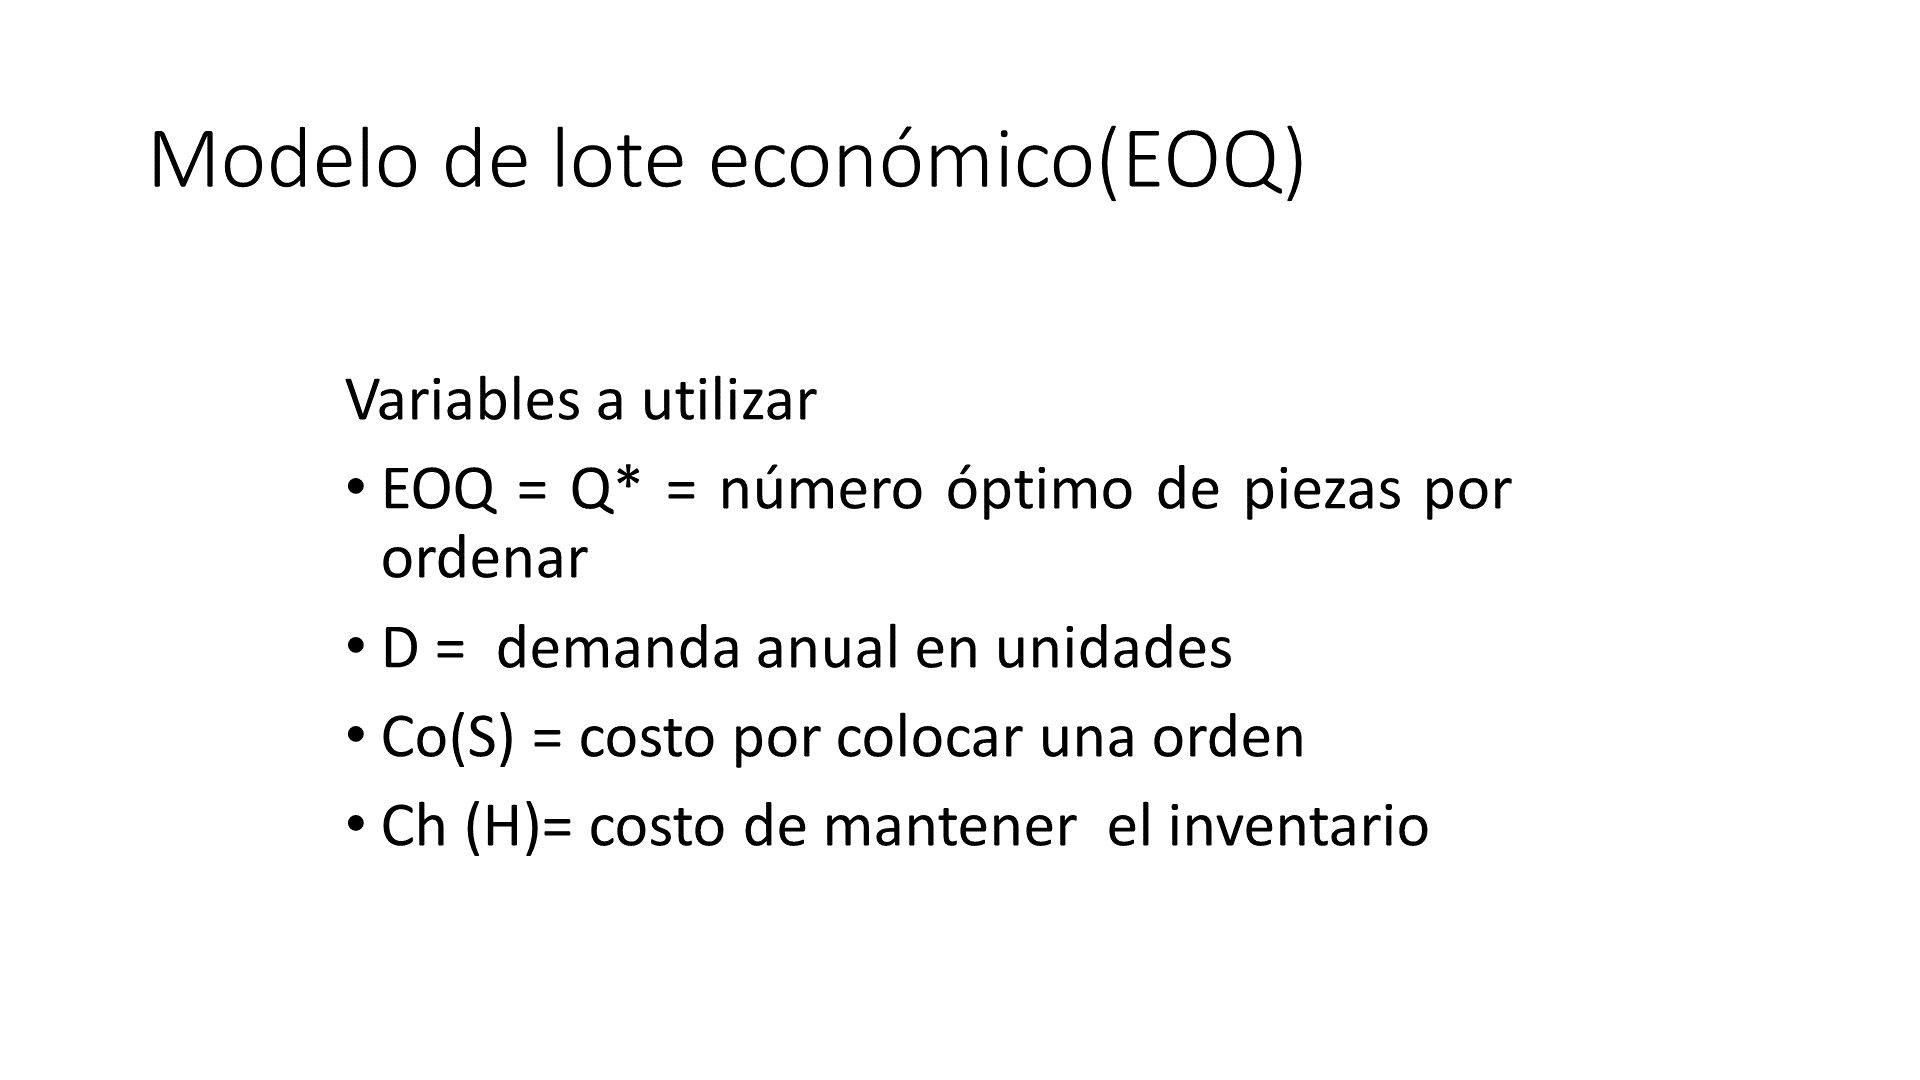 Modelo de lote económico(EOQ)
Variables a utilizar
• EOQ = Q* = número óptimo de piezas por
ordenar
• D =  demanda anual en unidades
• Co(S) = costo por colocar una orden
• Ch (H)= costo de mantener  el inventario